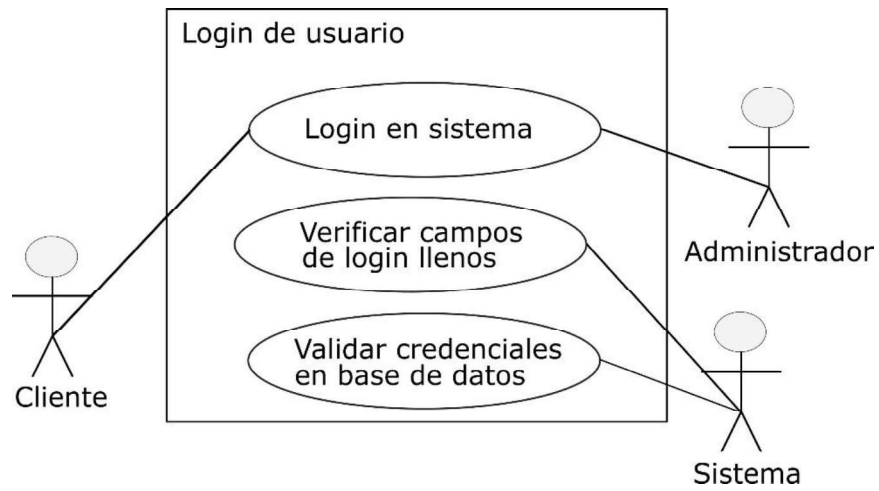 Login de usuario
Login en sistema
Verificar campos
de login llenos
Validar credenciales
en base de datos
Cliente
Administrador
Sistema